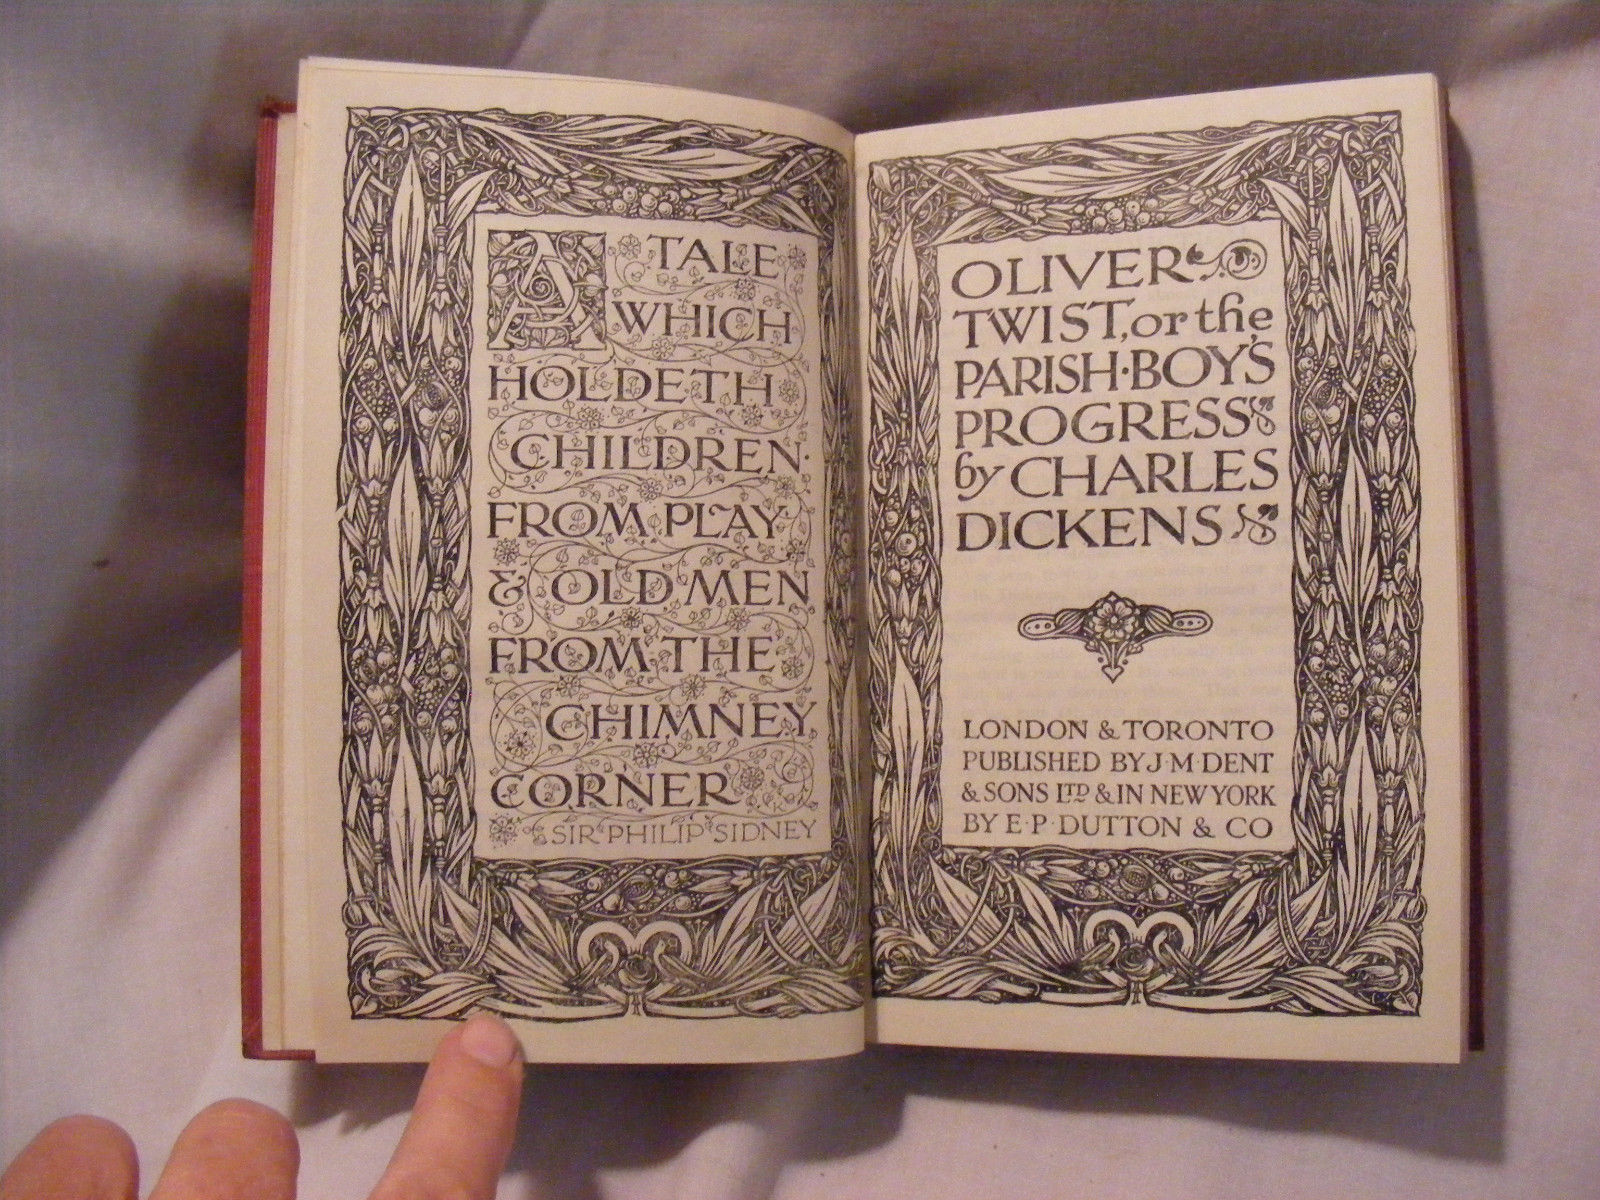 A TALE
WHICH
HOLDETH
CHILDREN
FROM PLAY
& OLD MEN
FROM THE
CHIMNEY
CORNER
SIR PHILIP SIDNEY
OLIVER
TWIST, or the
PARISH·BOY'S
PROGRESS
by CHARLES
DICKENS
LONDON & TORONTO
PUBLISHED BY J·M·DENT
& SONS LTD & IN NEW YORK
BY E·P·DUTTON & CO